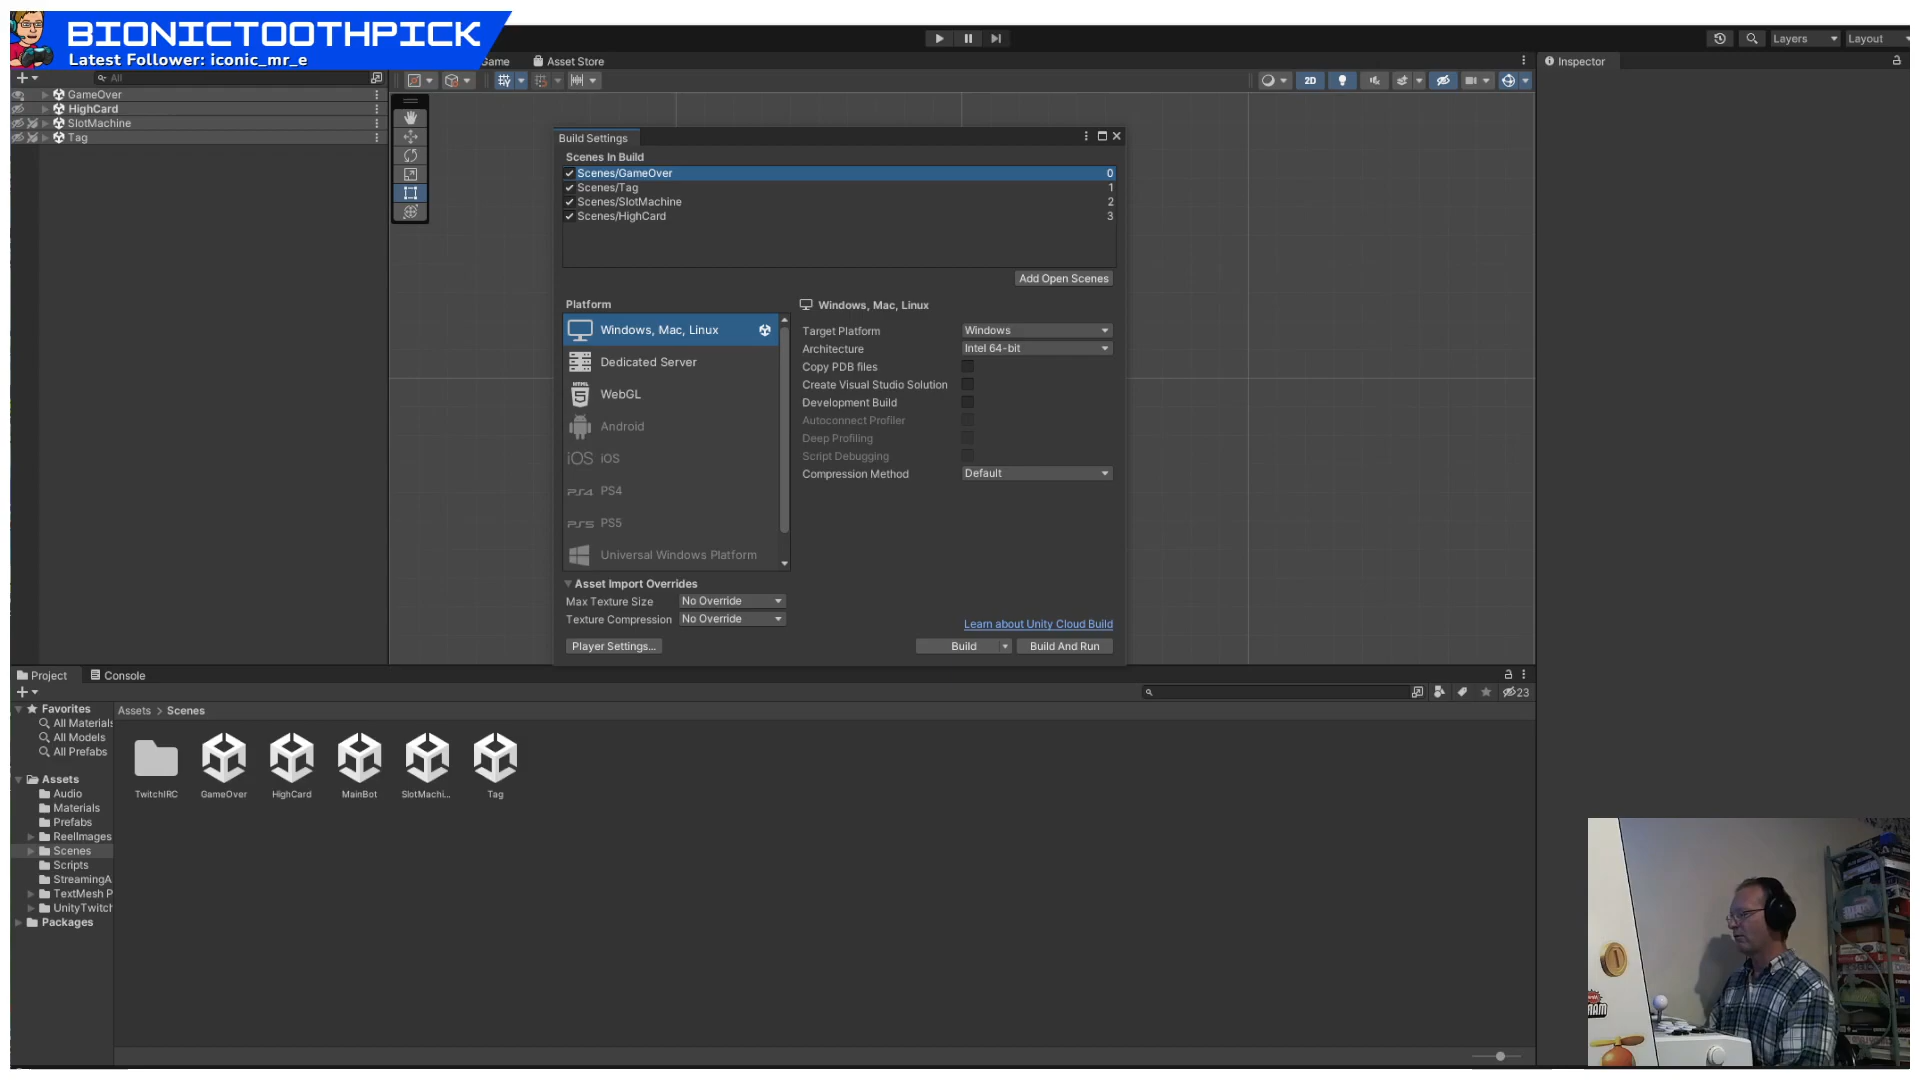 BIONICTOOTHPICK
Latest Follower: iconic_mr_e
Layers
Layout
Game
Asset Store
Inspector
All
2D
GameOver
HighCard
SlotMachine
Tag
Build Settings
Scenes In Build
Scenes/GameOver 0
Scenes/Tag 1
Scenes/SlotMachine 2
Scenes/HighCard 3
Add Open Scenes
Platform
Windows, Mac, Linux
Dedicated Server
WebGL
Android
iOS iOS
PS4 PS4
PS5 PS5
Universal Windows Platform
Windows, Mac, Linux
Target Platform Windows
Architecture Intel 64-bit
Copy PDB files
Create Visual Studio Solution
Development Build
Autoconnect Profiler
Deep Profiling
Script Debugging
Compression Method Default
Asset Import Overrides
Max Texture Size No Override
Texture Compression No Override
Learn about Unity Cloud Build
Player Settings...
Build
Build And Run
Project
Console
23
Favorites
All Materials
All Models
All Prefabs
Assets
Audio
Materials
Prefabs
ReelImages
Scenes
Scripts
StreamingA
TextMesh P
UnityTwitch
Packages
Assets > Scenes
TwitchIRC
GameOver
HighCard
MainBot
SlotMachi...
Tag